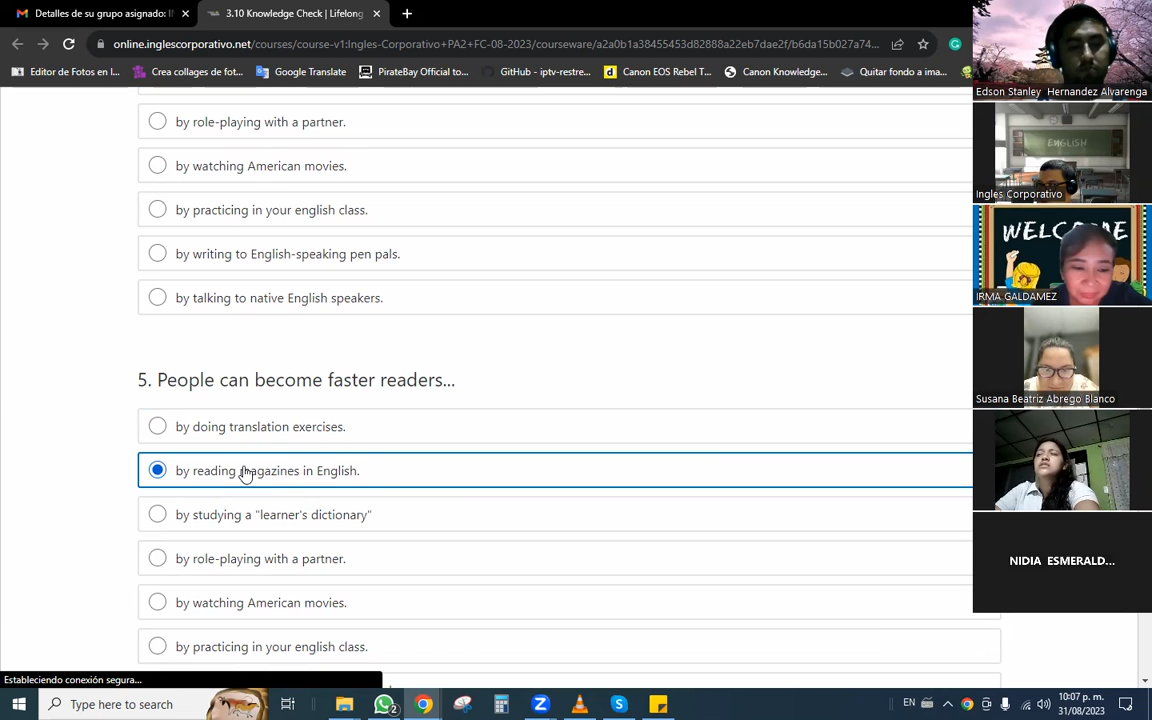 Detalles de su grupo asignado: I
3.10 Knowledge Check | Lifelong
online.inglescorporativo.net/courses/course-v1:Ingles-Corporativo+PA2+FC-08-2023/courseware/a2a0b1a38455453d82888a22eb7dae2f/b6da15b027a74...
Editor de Fotos en l...
Crea collages de fot...
Google Translate
PirateBay Official to...
GitHub - iptv-restre...
Canon EOS Rebel T...
Canon Knowledge...
Quitar fondo a ima...
by role-playing with a partner.
by watching American movies.
by practicing in your english class.
by writing to English-speaking pen pals.
by talking to native English speakers.
5. People can become faster readers...
by doing translation exercises.
by reading magazines in English.
by studying a "learner's dictionary"
by role-playing with a partner.
by watching American movies.
by practicing in your english class.
Estableciendo conexión segura...
Edson Stanley Hernandez Alvarenga
ENGLISH
Ingles Corporativo
WELCOME
IRMA GALDAMEZ
Susana Beatriz Abrego Blanco
NIDIA ESMERALD...
Type here to search
2
EN
10:07 p. m.
31/08/2023